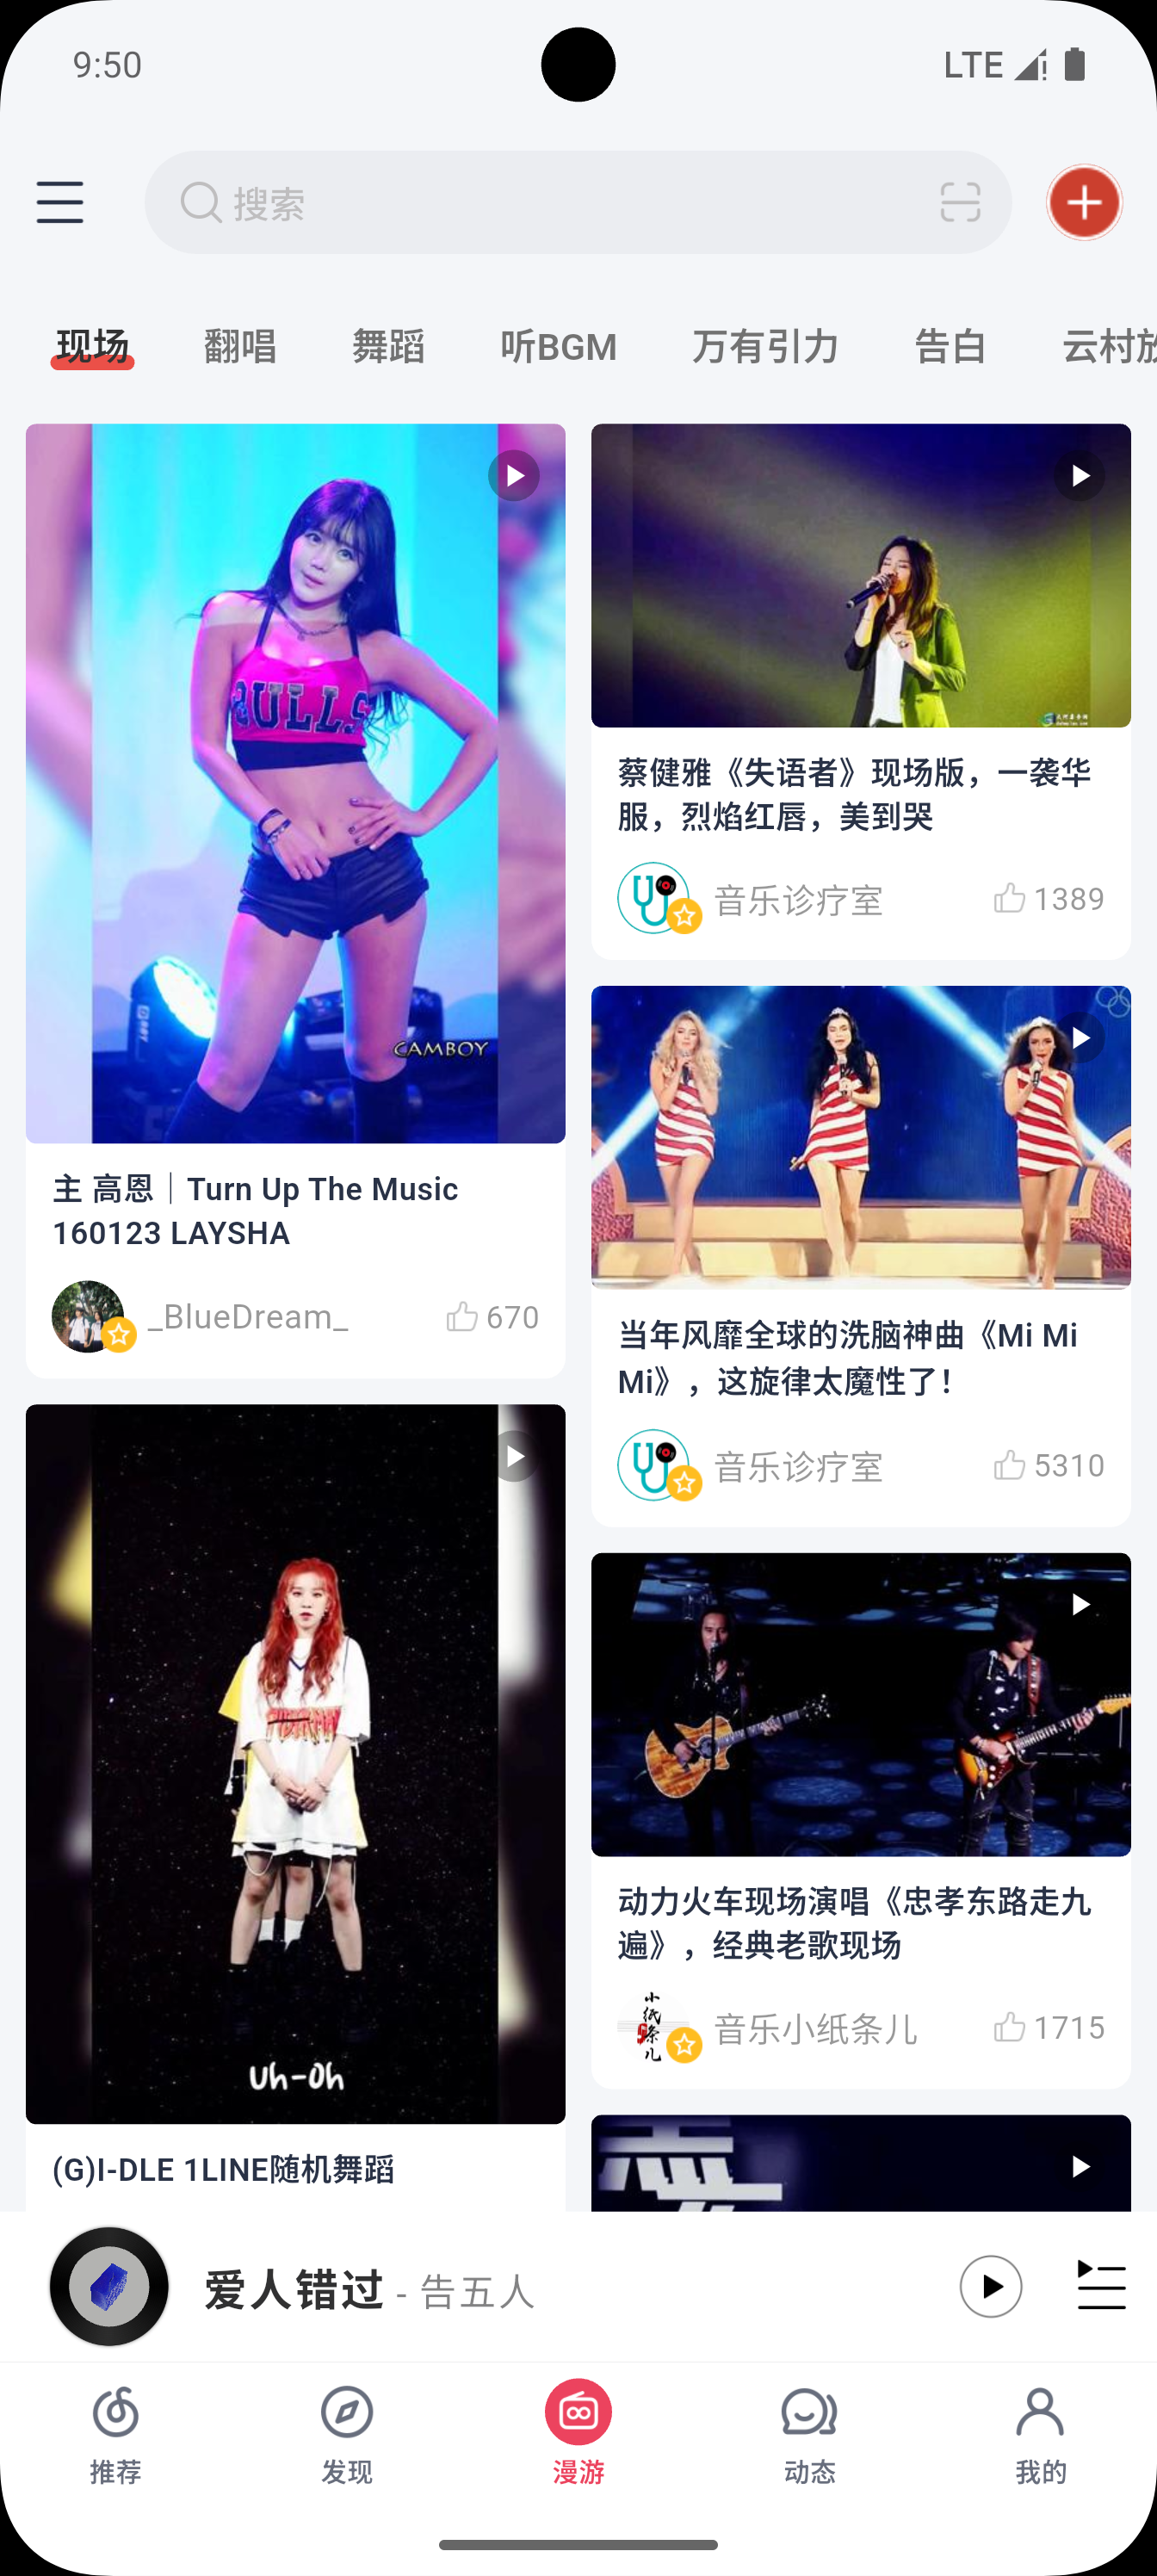 9:50
LTE
搜索
现场 翻唱 舞蹈 听BGM 万有引力 告白 云村放
BULLS
CAMBOY
主 高恩｜Turn Up The Music
160123 LAYSHA
_BlueDream_ 670
蔡健雅《失语者》现场版，一袭华
服，烈焰红唇，美到哭
音乐诊疗室 1389
当年风靡全球的洗脑神曲《Mi Mi
Mi》，这旋律太魔性了！
音乐诊疗室 5310
Uh-Oh
(G)I-DLE 1LINE随机舞蹈
动力火车现场演唱《忠孝东路走九
遍》，经典老歌现场
小纸条儿
音乐小纸条儿 1715
爱人错过 - 告五人
推荐 发现 漫游 动态 我的